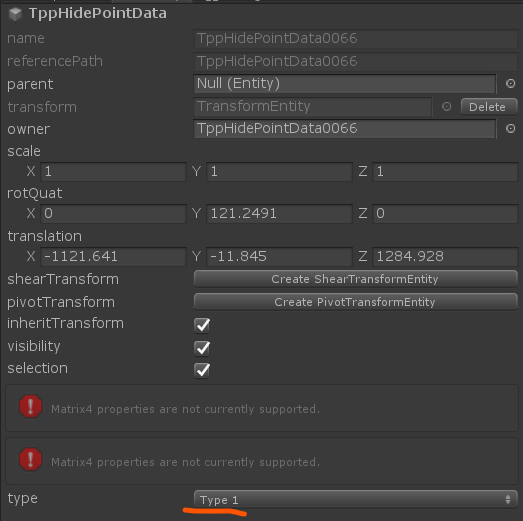 TppHidePointData
name TppHidePointData0066
referencePath TppHidePointData0066
parent Null (Entity)
transform TransformEntity Delete
owner TppHidePointData0066
scale
X 1 Y 1 Z 1
rotQuat
X 0 Y 121.2491 Z 0
translation
X -1121.641 Y -11.845 Z 1284.928
shearTransform Create ShearTransformEntity
pivotTransform Create PivotTransformEntity
inheritTransform
visibility
selection
Matrix4 properties are not currently supported.
Matrix4 properties are not currently supported.
type Type 1